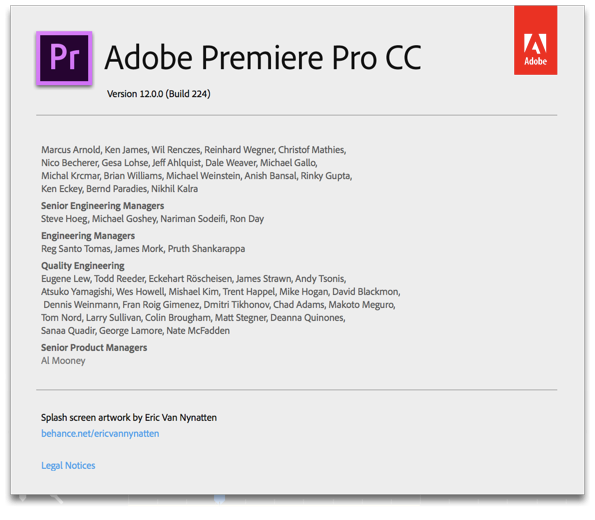 Pr
Adobe Premiere Pro CC
Adobe
Version 12.0.0 (Build 224)
Marcus Arnold, Ken James, Wil Renczes, Reinhard Wegner, Christof Mathies,
Nico Becherer, Gesa Lohse, Jeff Ahlquist, Dale Weaver, Michael Gallo,
Michal Krcmar, Brian Williams, Michael Weinstein, Anish Bansal, Rinky Gupta,
Ken Eckey, Bernd Paradies, Nikhil Kalra
Senior Engineering Managers
Steve Hoeg, Michael Goshey, Nariman Sodeifi, Ron Day
Engineering Managers
Reg Santo Tomas, James Mork, Pruth Shankarappa
Quality Engineering
Eugene Lew, Todd Reeder, Eckehart Röscheisen, James Strawn, Andy Tsonis,
Atsuko Yamagishi, Wes Howell, Mishael Kim, Trent Happel, Mike Hogan, David Blackmon,
Dennis Weinmann, Fran Roig Gimenez, Dmitri Tikhonov, Chad Adams, Makoto Meguro,
Tom Nord, Larry Sullivan, Colin Brougham, Matt Stegner, Deanna Quinones,
Sanaa Quadir, George Lamore, Nate McFadden
Senior Product Managers
Al Mooney
Splash screen artwork by Eric Van Nynatten
behance.net/ericvannynatten
Legal Notices